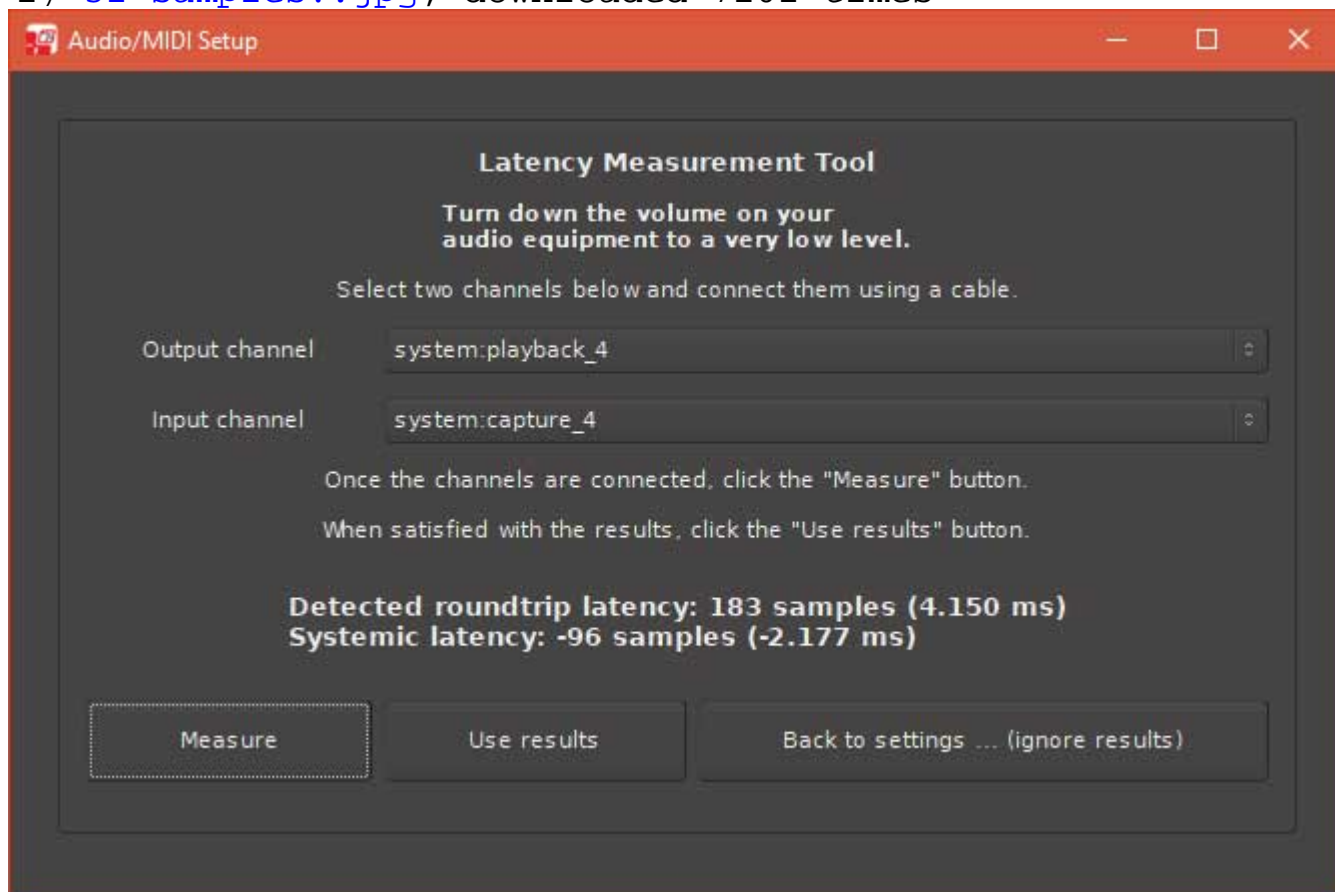 Audio/MIDI Setup
Latency Measurement Tool
Turn down the volume on your
audio equipment to a very low level.
Select two channels below and connect them using a cable.
Output channel system:playback_4
Input channel system:capture_4
Once the channels are connected, click the "Measure" button.
When satisfied with the results, click the "Use results" button.
Detected roundtrip latency: 183 samples (4.150 ms)
Systemic latency: -96 samples (-2.177 ms)
Measure Use results Back to settings ... (ignore results)